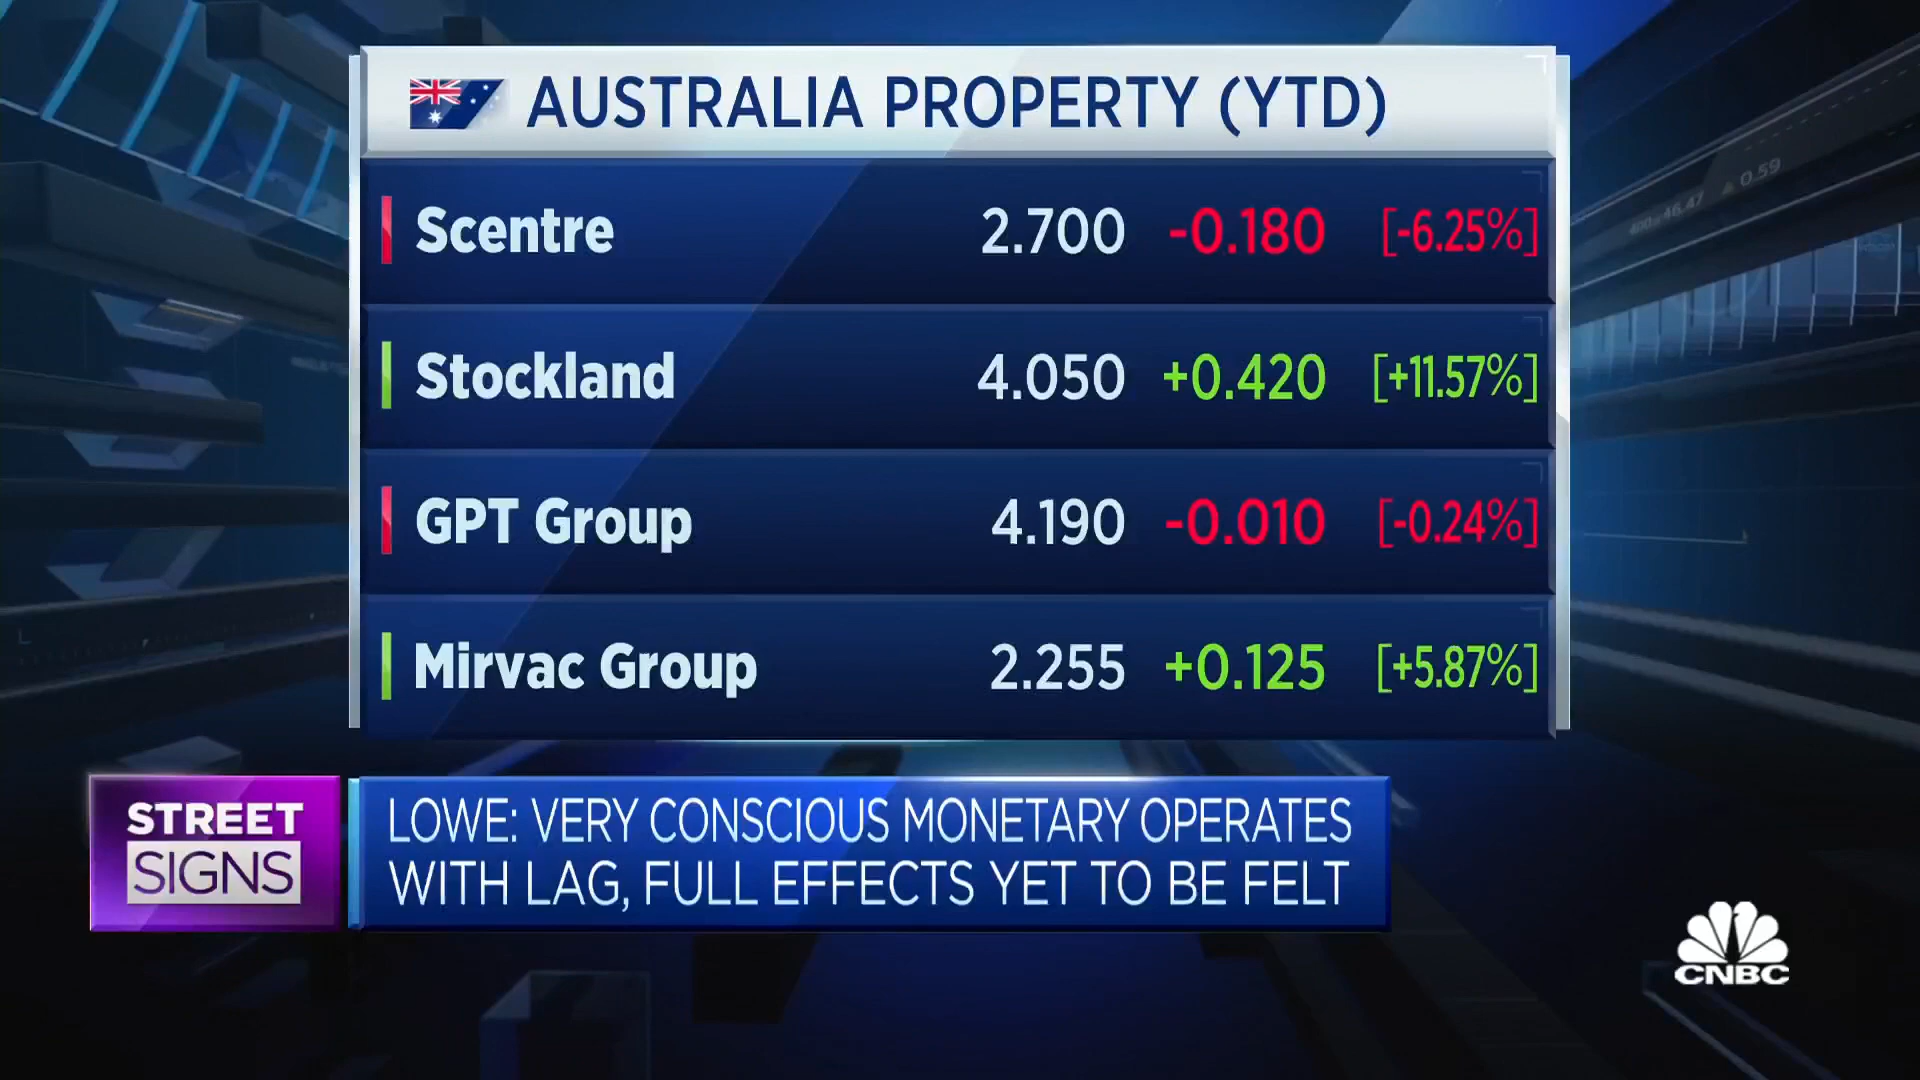 AUSTRALIA PROPERTY (YTD)
Scentre 2.700 -0.180 [-6.25%]
Stockland 4.050 +0.420 [+11.57%]
GPT Group 4.190 -0.010 [-0.24%]
Mirvac Group 2.255 +0.125 [+5.87%]
STREET
SIGNS
LOWE: VERY CONSCIOUS MONETARY OPERATES
WITH LAG, FULL EFFECTS YET TO BE FELT
CNBC
0.59